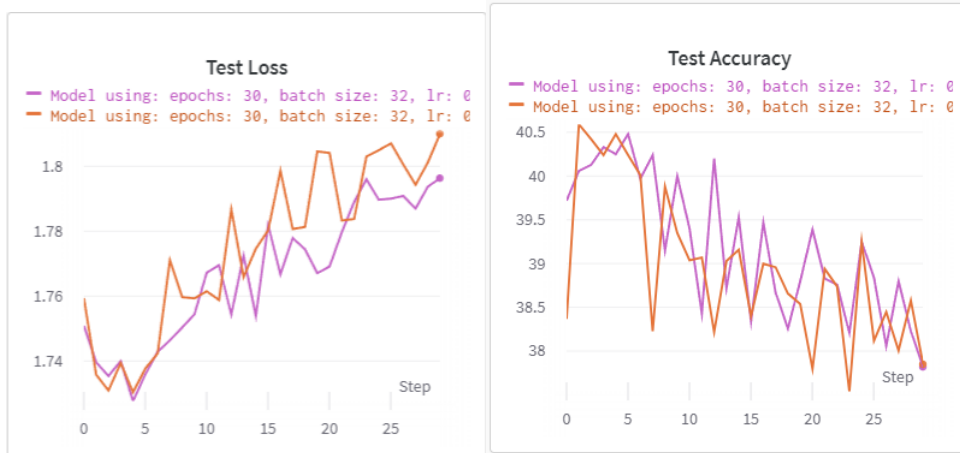 Test Loss
Model using: epochs: 30, batch size: 32, lr: 0
Model using: epochs: 30, batch size: 32, lr: 0
1.8
1.78
1.76
1.74
Step
0 5 10 15 20 25
Test Accuracy
Model using: epochs: 30, batch size: 32, lr: 0
Model using: epochs: 30, batch size: 32, lr: 0
40.5
40
39.5
39
38.5
38
Step
0 5 10 15 20 25